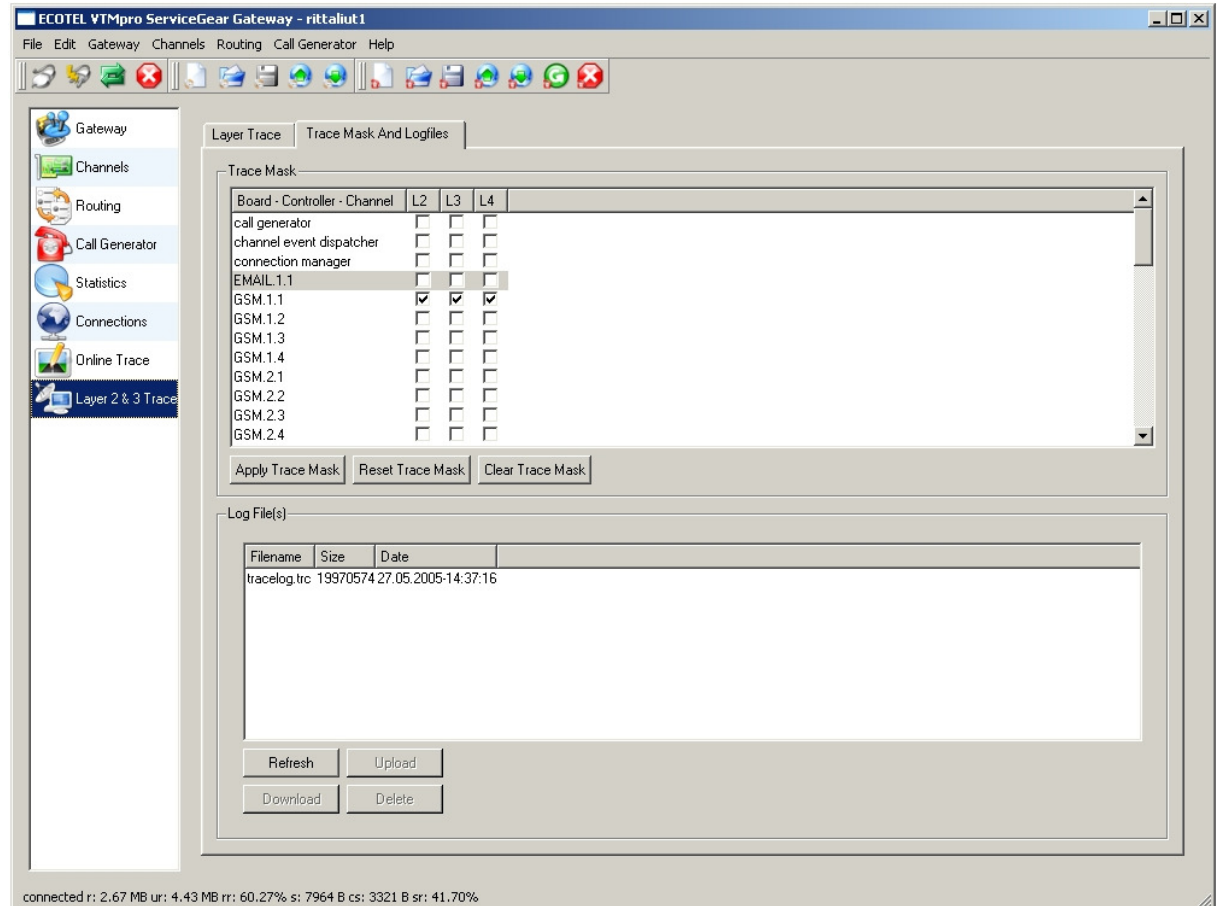 ECOTEL VTMpro ServiceGear Gateway - rittaliut1
File Edit Gateway Channels Routing Call Generator Help
Gateway
Channels
Routing
Call Generator
Statistics
Connections
Online Trace
Layer 2 & 3 Trace
Layer Trace Trace Mask And Logfiles
Trace Mask
Board - Controller - Channel L2 L3 L4
call generator
channel event dispatcher
connection manager
EMAIL.1.1
GSM.1.1
GSM.1.2
GSM.1.3
GSM.1.4
GSM.2.1
GSM.2.2
GSM.2.3
GSM.2.4
Apply Trace Mask Reset Trace Mask Clear Trace Mask
Log File(s)
Filename Size Date
tracelog.trc 19970574 27.05.2005-14:37:16
Refresh Upload
Download Delete
connected r: 2.67 MB ur: 4.43 MB rr: 60.27% s: 7964 B cs: 3321 B sr: 41.70%